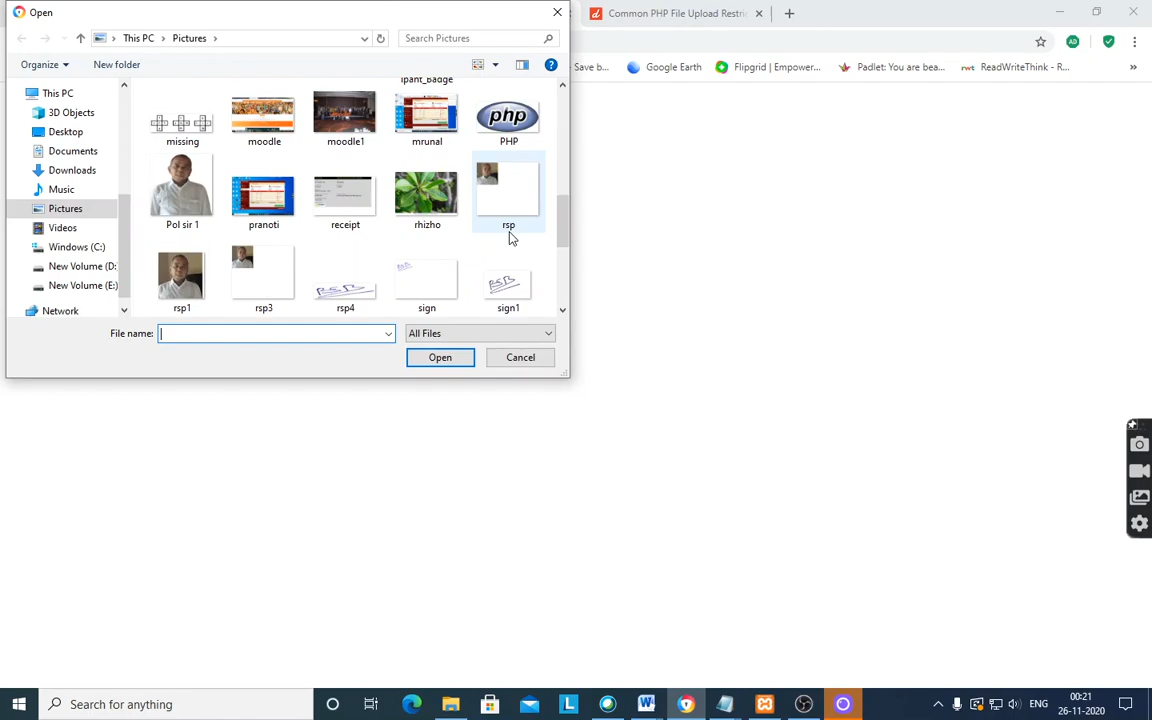 Open
Common PHP File Upload Restric
This PC
Pictures
Search Pictures
Organize
New folder
Save b...
Google Earth
Flipgrid | Empower...
Padlet: You are bea...
ReadWriteThink - R...
ipant_badge
This PC
3D Objects
Desktop
Documents
Downloads
Music
Pictures
Videos
Windows (C:)
New Volume (D:
New Volume (E:)
Network
missing
moodle
moodle1
mrunal
php
PHP
Pol sir 1
pranoti
receipt
rhizho
rsp
rsp1
rsp3
rsp4
sign
sign1
File name:
All Files
Open
Cancel
Search for anything
ENG
00:21
26-11-2020